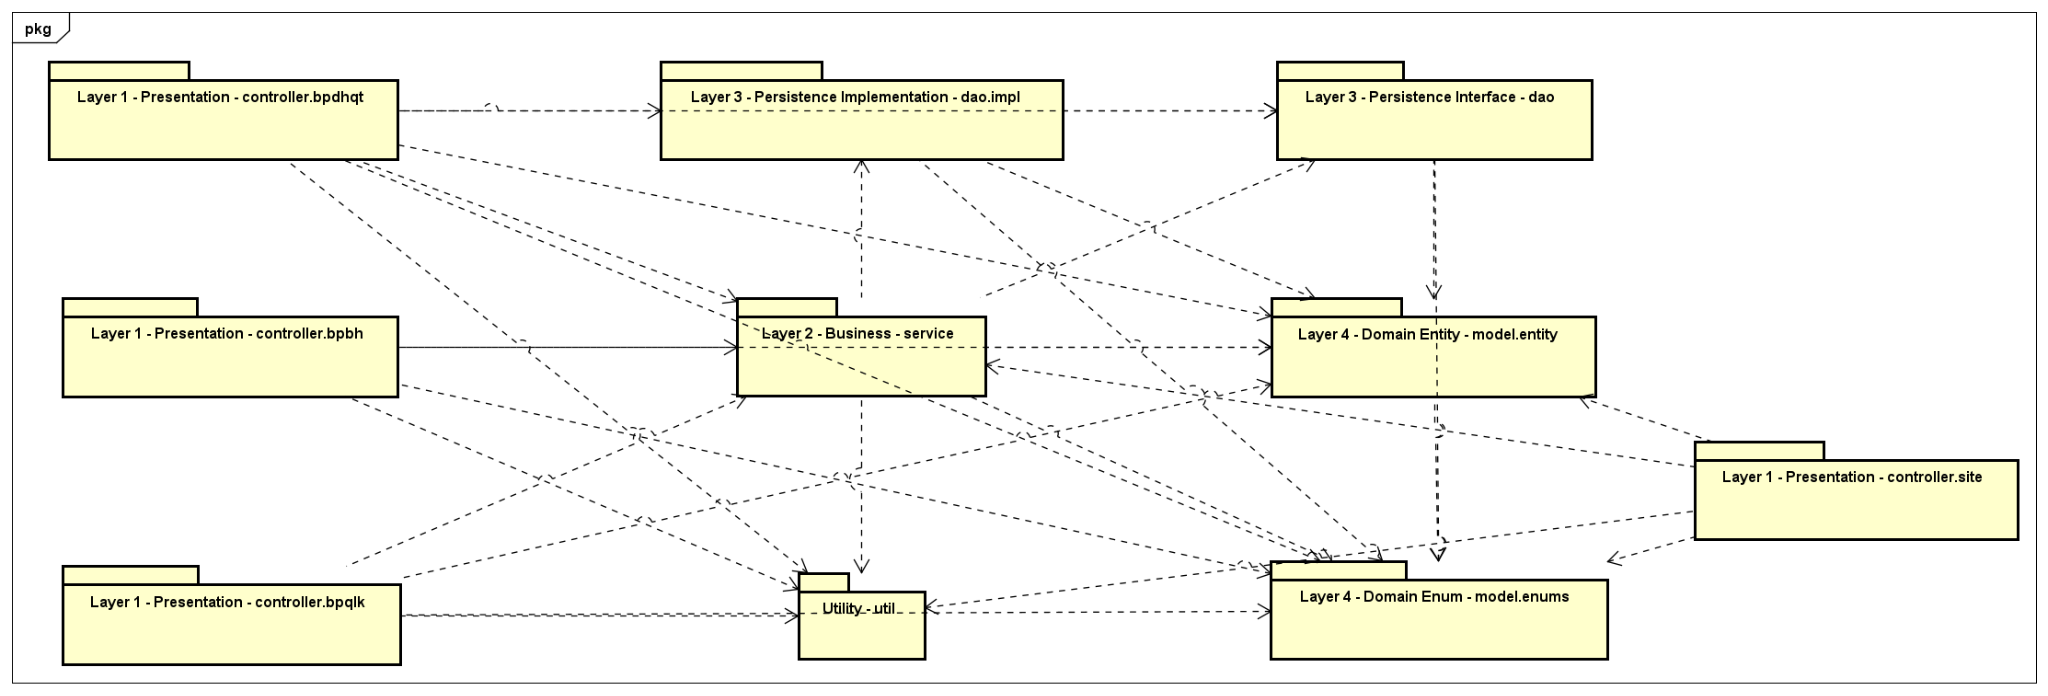 pkg
Layer 1 - Presentation - controller.bpdhqt
Layer 3 - Persistence Implementation - dao.impl
Layer 3 - Persistence Interface - dao
Layer 1 - Presentation - controller.bpbh
Layer 2 - Business - service
Layer 4 - Domain Entity - model.entity
Layer 1 - Presentation - controller.site
Layer 1 - Presentation - controller.bpqlk
Utility - util
Layer 4 - Domain Enum - model.enums